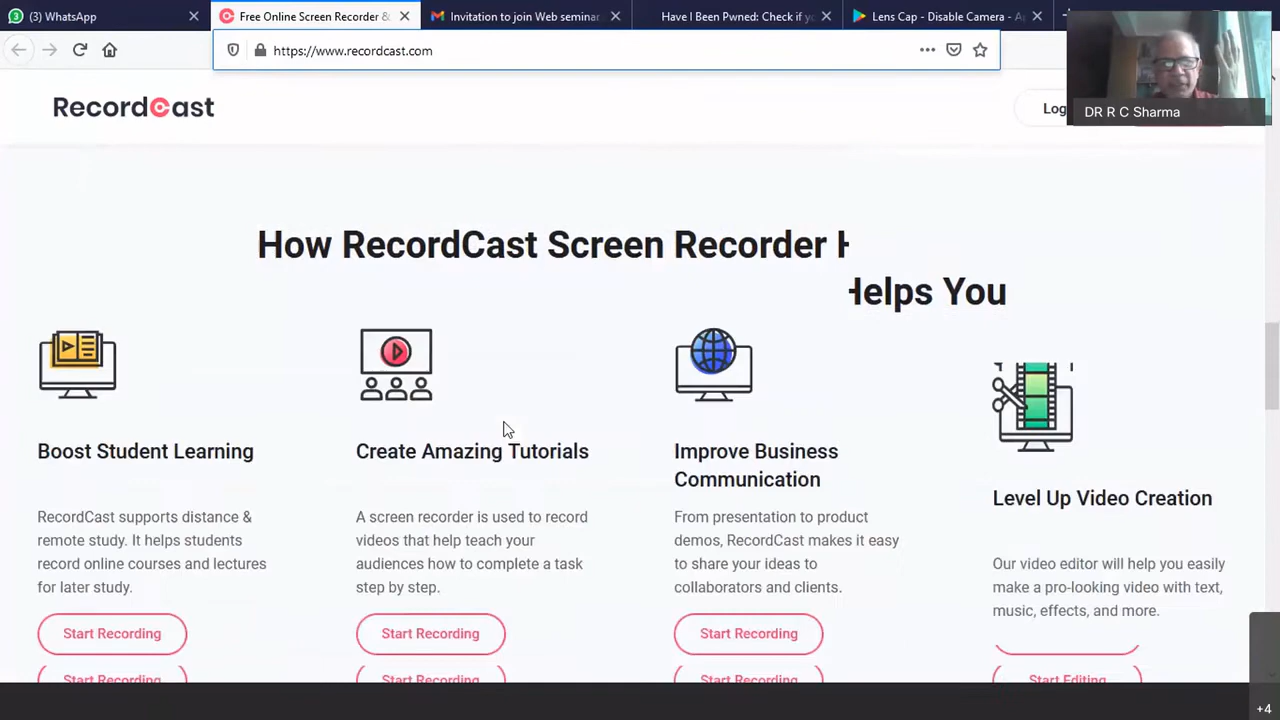 (3) WhatsApp
Free Online Screen Recorder &
Invitation to join Web seminar
Have I Been Pwned: Check if yo
Lens Cap - Disable Camera - A
https://www.recordcast.com
RecordCast
Log
DR R C Sharma
How RecordCast Screen Recorder H
Helps You
Boost Student Learning
Create Amazing Tutorials
Improve Business
Communication
Level Up Video Creation
RecordCast supports distance &
remote study. It helps students
record online courses and lectures
for later study.
A screen recorder is used to record
videos that help teach your
audiences how to complete a task
step by step.
From presentation to product
demos, RecordCast makes it easy
to share your ideas to
collaborators and clients.
Our video editor will help you easily
make a pro-looking video with text,
music, effects, and more.
Start Recording
Start Recording
Start Recording
Start Recording
Start Recording
Start Recording
Start Editing
+4